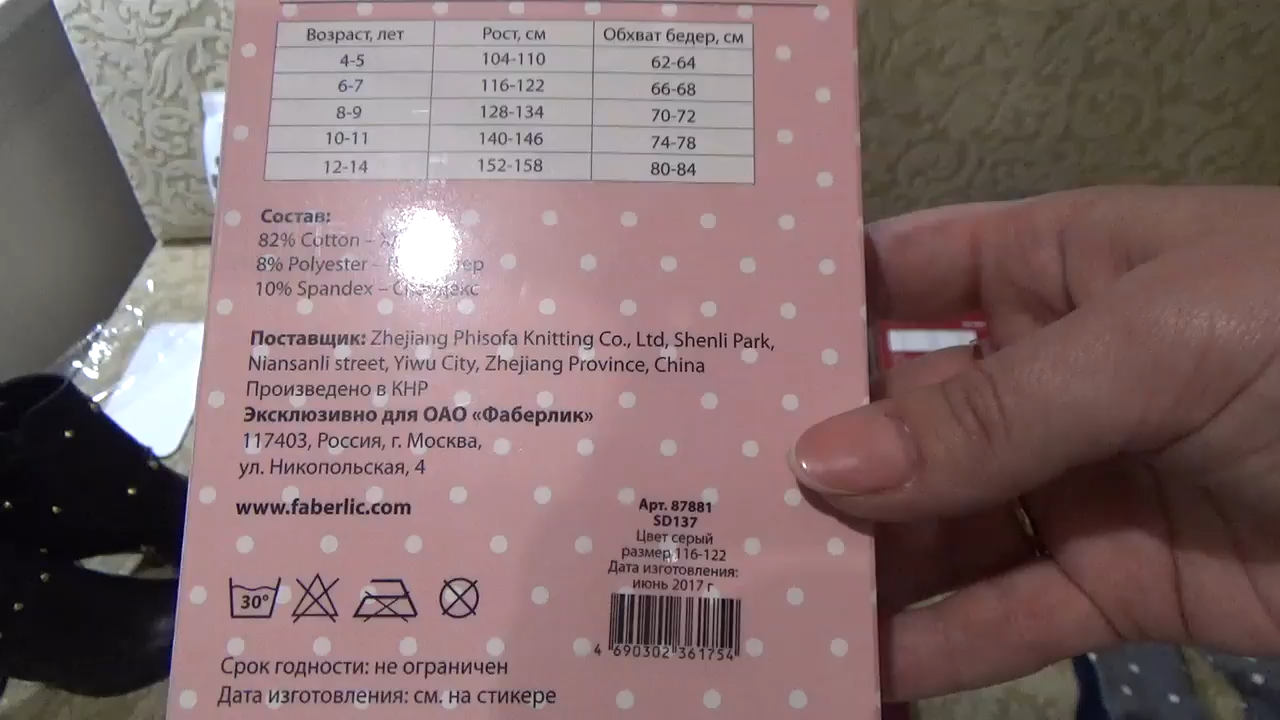 Возраст, лет Рост, см Обхват бедер, см
4-5 104-110 62-64
6-7 116-122 66-68
8-9 128-134 70-72
10-11 140-146 74-78
12-14 152-158 80-84
Состав:
82% Cotton –
8% Polyester –
10% Spandex –
Поставщик: Zhejiang Phisofa Knitting Co., Ltd, Shenli Park,
Niansanli street, Yiwu City, Zhejiang Province, China
Произведено в КНР
Эксклюзивно для ОАО «Фаберлик»
117403, Россия, г. Москва,
ул. Никопольская, 4
www.faberlic.com
Арт. 87881
SD137
Цвет серый
размер 116-122
Дата изготовления:
июнь 2017 г
4 690302 361754
30°
Срок годности: не ограничен
Дата изготовления: см. на стикере